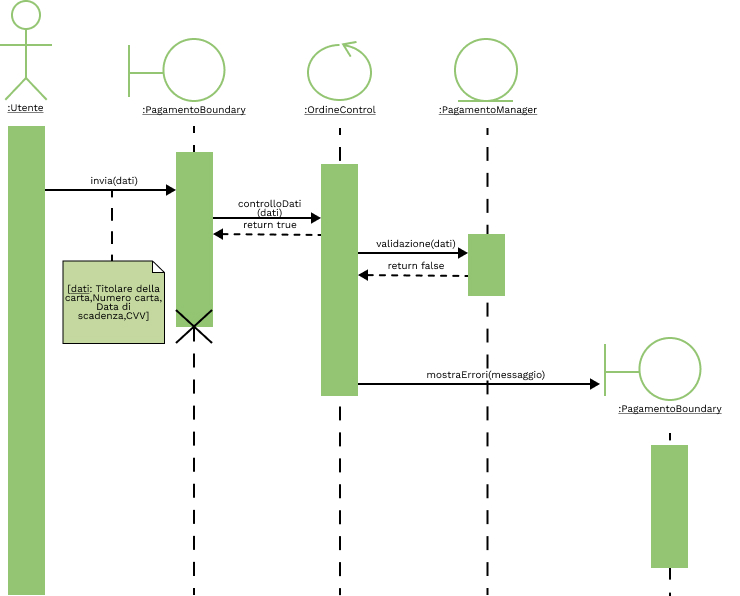 :Utente
:PagamentoBoundary
:OrdineControl
:PagamentoManager
invia(dati)
controlloDati
(dati)
return true
validazione(dati)
return false
[dati: Titolare della
carta,Numero carta,
Data di
scadenza,CVV]
mostraErrori(messaggio)
:PagamentoBoundary